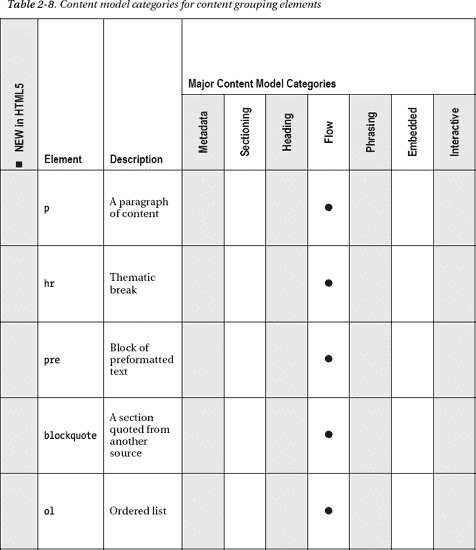 Table 2-8. Content model categories for content grouping elements
■ NEW in HTML5
Element
Description
Major Content Model Categories
Metadata
Sectioning
Heading
Flow
Phrasing
Embedded
Interactive
p
A paragraph
of content
●
hr
Thematic
break
●
pre
Block of
preformatted
text
●
blockquote
A section
quoted from
another
source
●
ol
Ordered list
●